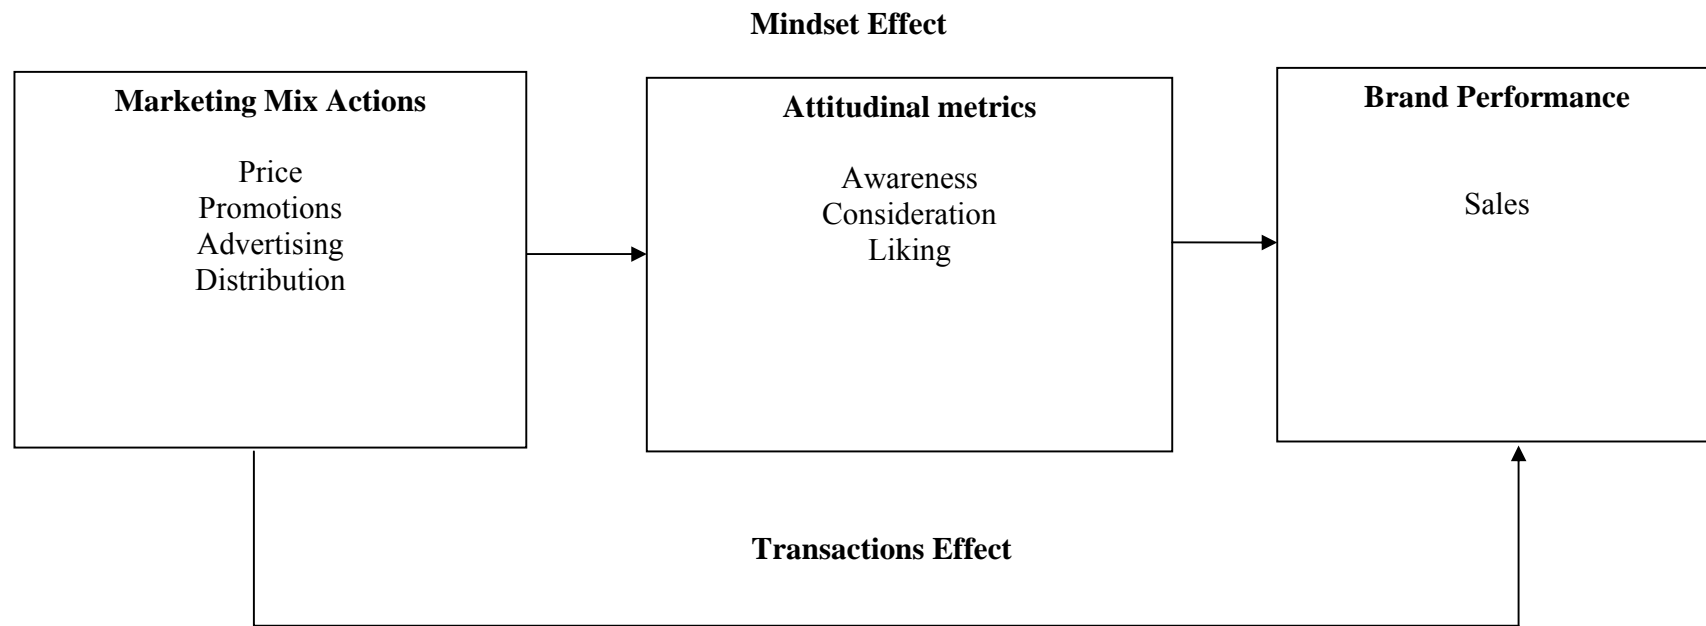 Mindset Effect
Marketing Mix Actions
Price
Promotions
Advertising
Distribution
Attitudinal metrics
Awareness
Consideration
Liking
Brand Performance
Sales
Transactions Effect